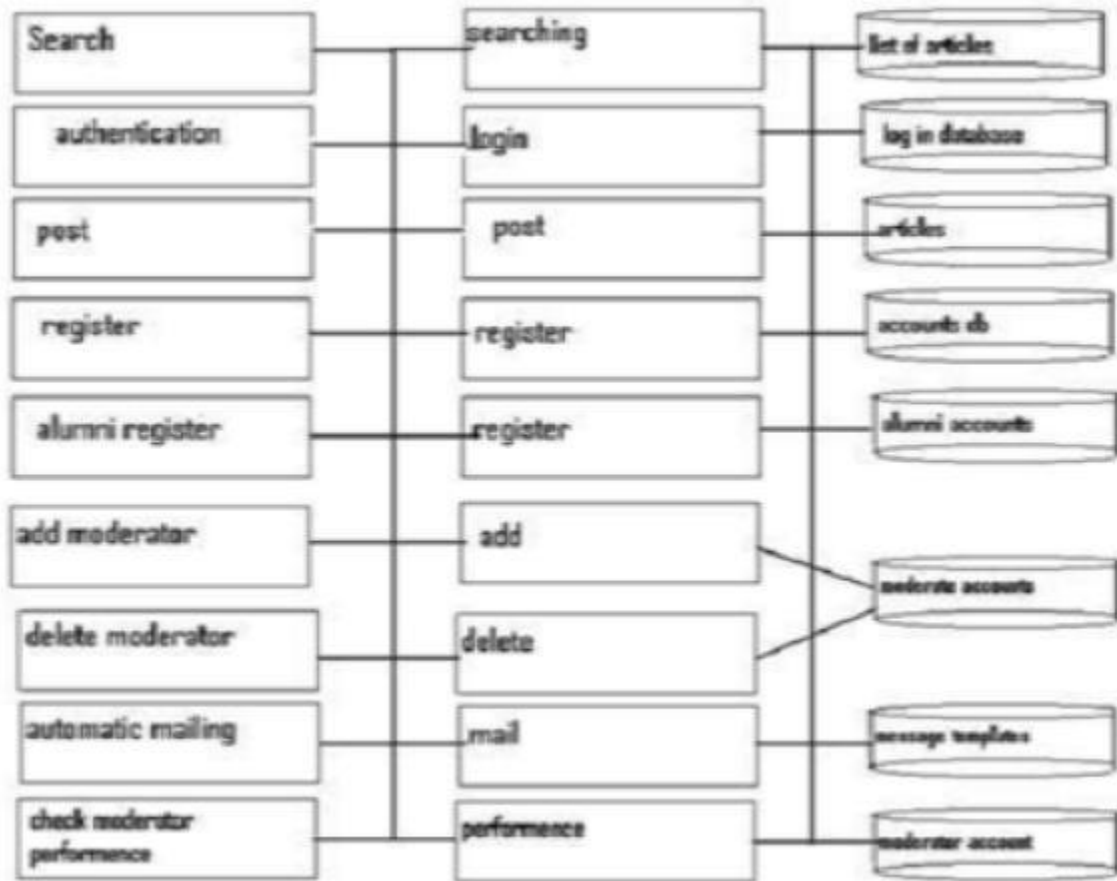 Search
searching
list of articles
authentication
login
log in database
post
post
articles
register
register
accounts db
alumni register
register
alumni accounts
add moderator
add
moderate accounts
delete moderator
delete
automatic mailing
mail
message templates
check moderator
performence
performence
moderator account